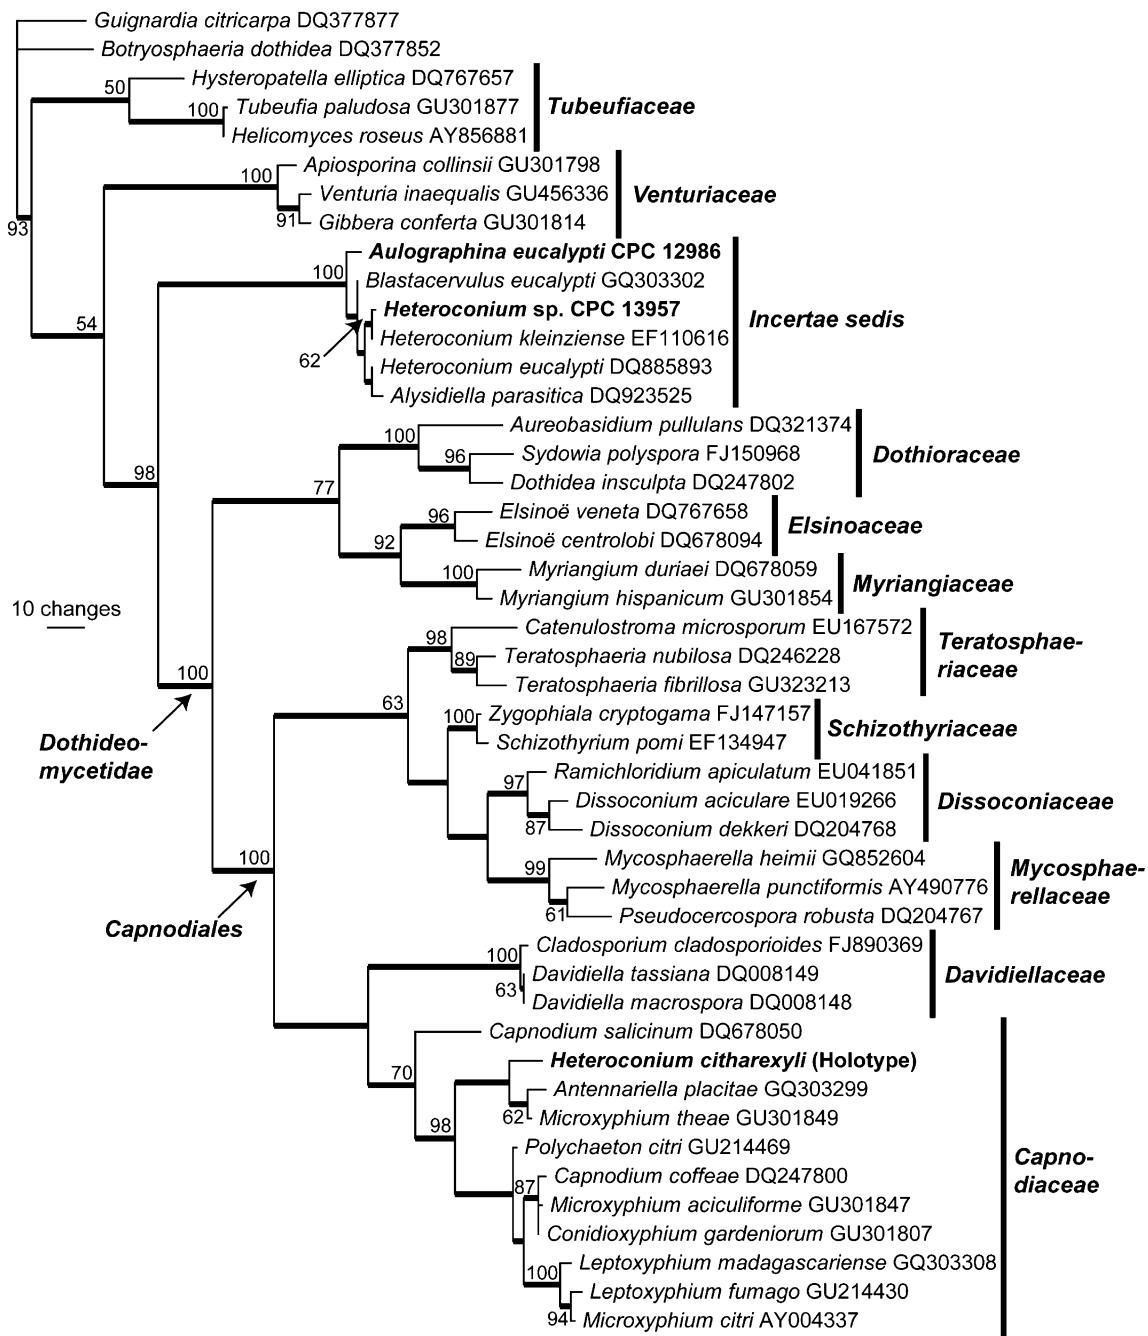 Guignardia citricarpa DQ377877
Botryosphaeria dothidea DQ377852
Hysteropatella elliptica DQ767657
50
Tubeufia paludosa GU301877
100
Tubeufiaceae
Helicomyces roseus AY856881
Apiosporina collinsii GU301798
100
Venturia inaequalis GU456336
Venturiaceae
91
Gibbera conferta GU301814
93
Aulographina eucalypti CPC 12986
100
Blastacervulus eucalypti GQ303302
Heteroconium sp. CPC 13957
Incertae sedis
54
Heteroconium kleinziense EF110616
62
Heteroconium eucalypti DQ885893
Alysidiella parasitica DQ923525
Aureobasidium pullulans DQ321374
100
Sydowia polyspora FJ150968
96
Dothioraceae
98
Dothidea insculpta DQ247802
77
Elsinoë veneta DQ767658
96
Elsinoaceae
Elsinoë centrolobi DQ678094
92
Myriangium duriaei DQ678059
100
Myriangiaceae
Myriangium hispanicum GU301854
10 changes
Catenulostroma microsporum EU167572
98
Teratosphae-
riaceae
Teratosphaeria nubilosa DQ246228
89
Teratosphaeria fibrillosa GU323213
100
63
Zygophiala cryptogama FJ147157
100
Schizothyriaceae
Schizothyrium pomi EF134947
Dothideo-
mycetidae
Ramichloridium apiculatum EU041851
97
Dissoconium aciculare EU019266
Dissoconiaceae
87
Dissoconium dekkeri DQ204768
100
Mycosphaerella heimii GQ852604
99
Mycosphae-
rellaceae
Mycosphaerella punctiformis AY490776
61
Pseudocercospora robusta DQ204767
Capnodiales
Cladosporium cladosporioides FJ890369
100
Davidiella tassiana DQ008149
Davidiellaceae
63
Davidiella macrospora DQ008148
Capnodium salicinum DQ678050
Heteroconium citharexyli (Holotype)
70
Antennariella placitae GQ303299
62
Microxyphium theae GU301849
98
Polychaeton citri GU214469
Capno-
diaceae
Capnodium coffeae DQ247800
87
Microxyphium aciculiforme GU301847
Conidioxyphium gardeniorum GU301807
Leptoxyphium madagascariense GQ303308
100
Leptoxyphium fumago GU214430
94
Microxyphium citri AY004337